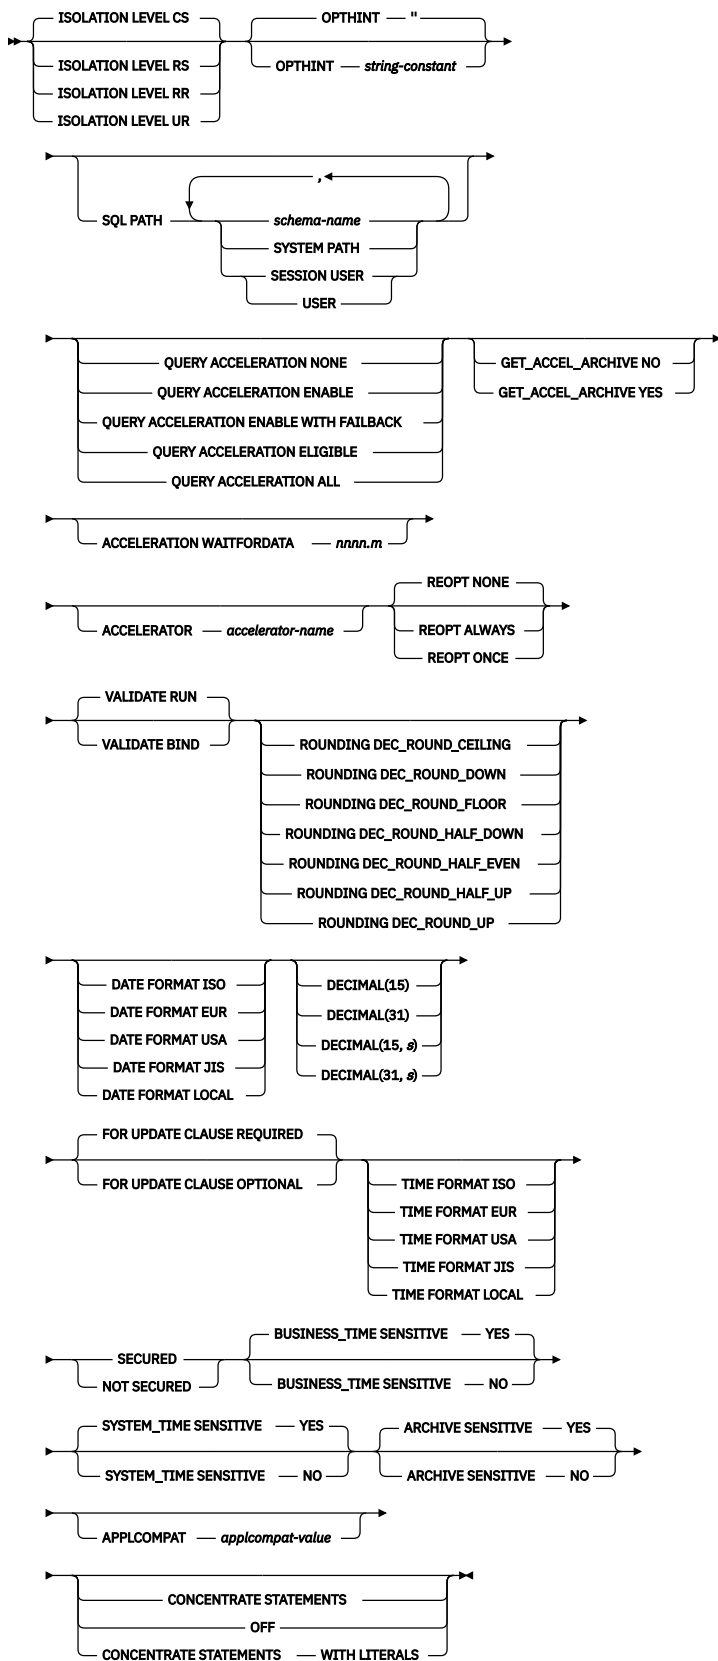 ISOLATION LEVEL CS
OPTHINT ''
ISOLATION LEVEL RS
OPTHINT string-constant
ISOLATION LEVEL RR
ISOLATION LEVEL UR
,
SQL PATH schema-name
SYSTEM PATH
SESSION USER
USER
QUERY ACCELERATION NONE
GET_ACCEL_ARCHIVE NO
QUERY ACCELERATION ENABLE
GET_ACCEL_ARCHIVE YES
QUERY ACCELERATION ENABLE WITH FAILBACK
QUERY ACCELERATION ELIGIBLE
QUERY ACCELERATION ALL
ACCELERATION WAITFORDATA nnnn.m
REOPT NONE
ACCELERATOR accelerator-name
REOPT ALWAYS
REOPT ONCE
VALIDATE RUN
VALIDATE BIND
ROUNDING DEC_ROUND_CEILING
ROUNDING DEC_ROUND_DOWN
ROUNDING DEC_ROUND_FLOOR
ROUNDING DEC_ROUND_HALF_DOWN
ROUNDING DEC_ROUND_HALF_EVEN
ROUNDING DEC_ROUND_HALF_UP
ROUNDING DEC_ROUND_UP
DATE FORMAT ISO
DECIMAL(15)
DATE FORMAT EUR
DECIMAL(31)
DATE FORMAT USA
DECIMAL(15, s)
DATE FORMAT JIS
DECIMAL(31, s)
DATE FORMAT LOCAL
FOR UPDATE CLAUSE REQUIRED
FOR UPDATE CLAUSE OPTIONAL
TIME FORMAT ISO
TIME FORMAT EUR
TIME FORMAT USA
TIME FORMAT JIS
TIME FORMAT LOCAL
BUSINESS_TIME SENSITIVE YES
SECURED
NOT SECURED
BUSINESS_TIME SENSITIVE NO
SYSTEM_TIME SENSITIVE YES
ARCHIVE SENSITIVE YES
SYSTEM_TIME SENSITIVE NO
ARCHIVE SENSITIVE NO
APPLCOMPAT applcompat-value
CONCENTRATE STATEMENTS
OFF
CONCENTRATE STATEMENTS WITH LITERALS